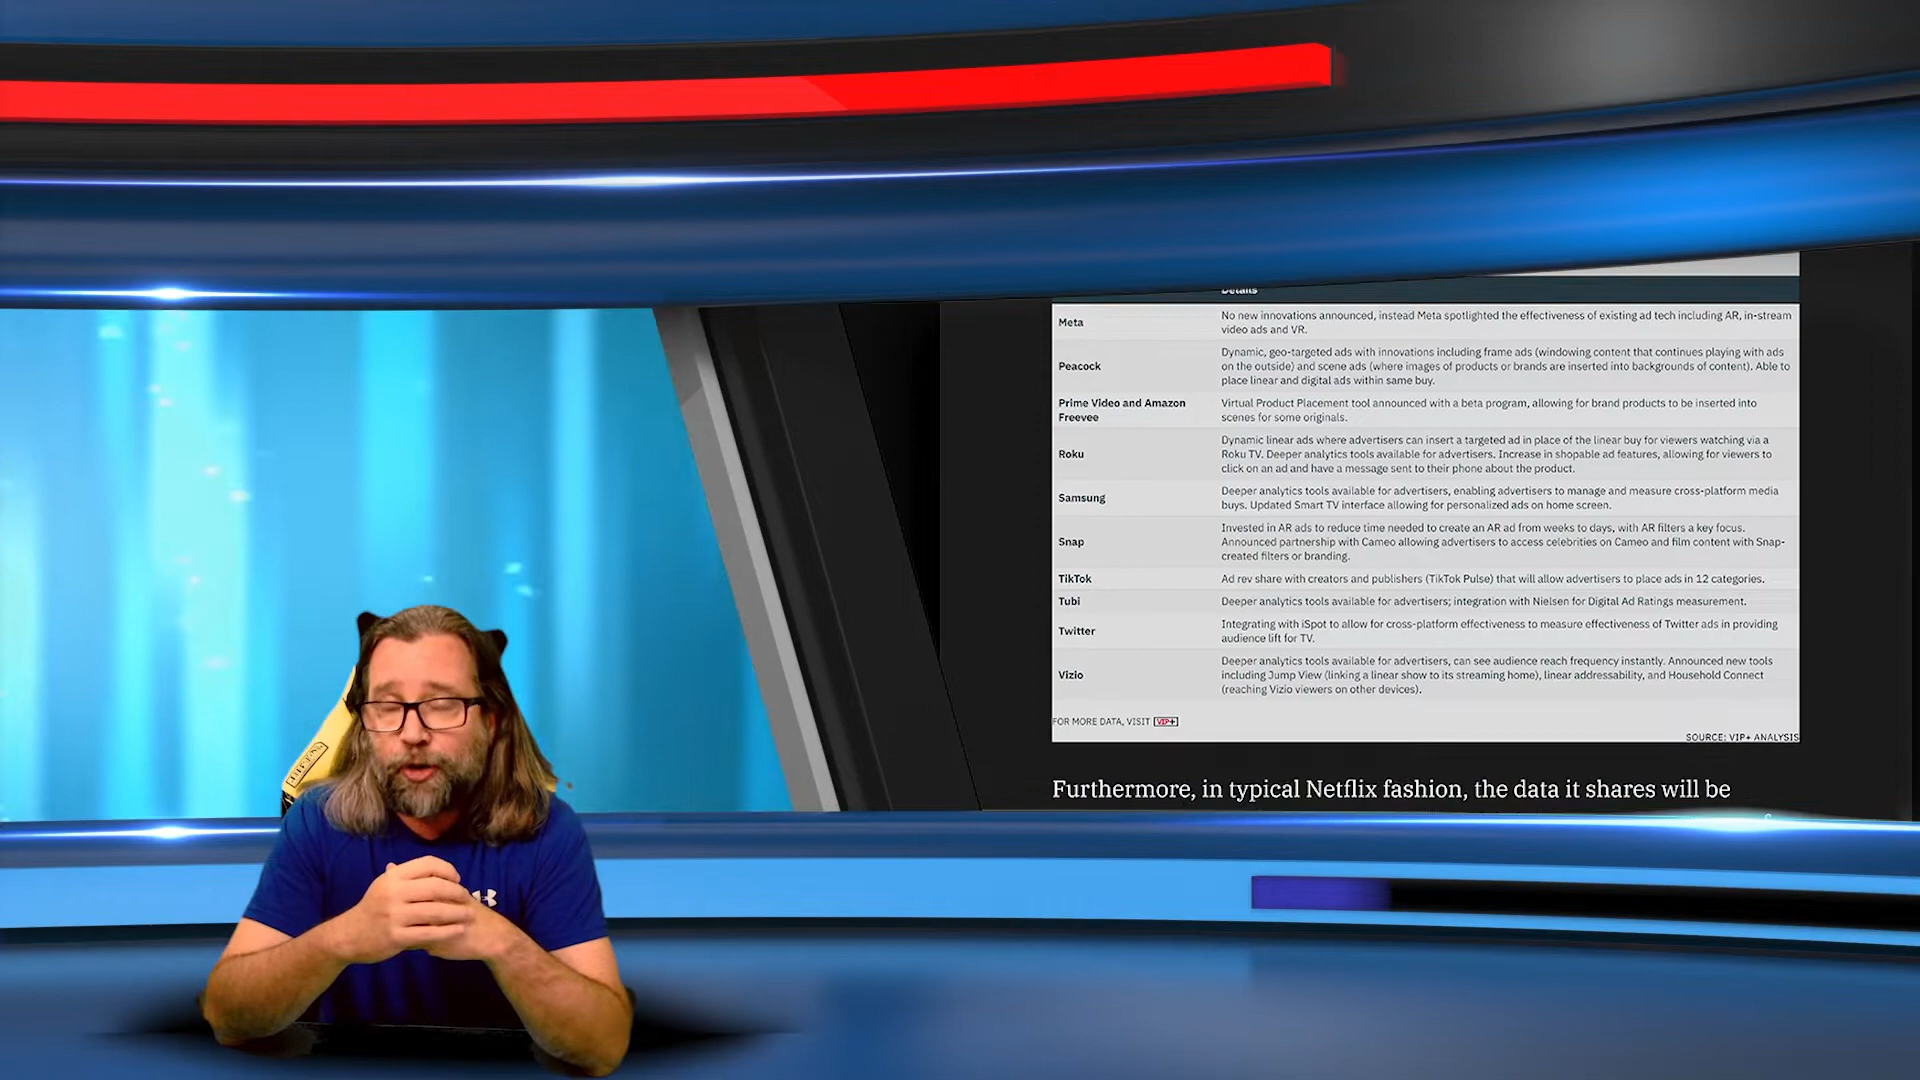 Details
Meta
No new innovations announced, instead Meta spotlighted the effectiveness of existing ad tech including AR, in-stream
video ads and VR.
Peacock
Dynamic, geo-targeted ads with innovations including frame ads (windowing content that continues playing with ads
on the outside) and scene ads (where images of products or brands are inserted into backgrounds of content). Able to
place linear and digital ads within same buy.
Prime Video and Amazon
Freevee
Virtual Product Placement tool announced with a beta program, allowing for brand products to be inserted into
scenes for some originals.
Roku
Dynamic linear ads where advertisers can insert a targeted ad in place of the linear buy for viewers watching via a
Roku TV. Deeper analytics tools available for advertisers. Increase in shopable ad features, allowing for viewers to
click on an ad and have a message sent to their phone about the product.
Samsung
Deeper analytics tools available for advertisers, enabling advertisers to manage and measure cross-platform media
buys. Updated Smart TV interface allowing for personalized ads on home screen.
Snap
Invested in AR ads to reduce time needed to create an AR ad from weeks to days, with AR filters a key focus.
Announced partnership with Cameo allowing advertisers to access celebrities on Cameo and film content with Snap-
created filters or branding.
TikTok
Ad rev share with creators and publishers (TikTok Pulse) that will allow advertisers to place ads in 12 categories.
Tubi
Deeper analytics tools available for advertisers; integration with Nielsen for Digital Ad Ratings measurement.
Twitter
Integrating with iSpot to allow for cross-platform effectiveness to measure effectiveness of Twitter ads in providing
audience lift for TV.
Vizio
Deeper analytics tools available for advertisers, can see audience reach frequency instantly. Announced new tools
including Jump View (linking a linear show to its streaming home), linear addressability, and Household Connect
(reaching Vizio viewers on other devices).
FOR MORE DATA, VISIT VIP+
SOURCE: VIP+ ANALYSIS
Furthermore, in typical Netflix fashion, the data it shares will be